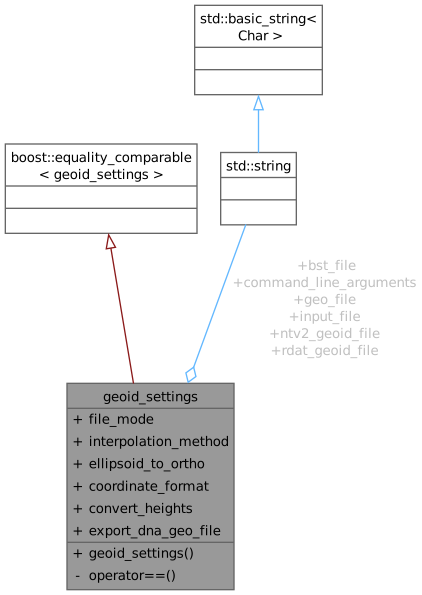 std::basic_string<
Char >
boost::equality_comparable
< geoid_settings >
std::string
+bst_file
+command_line_arguments
+geo_file
+input_file
+ntv2_geoid_file
+rdat_geoid_file
geoid_settings
+ file_mode
+ interpolation_method
+ ellipsoid_to_ortho
+ coordinate_format
+ convert_heights
+ export_dna_geo_file
+ geoid_settings()
- operator==()